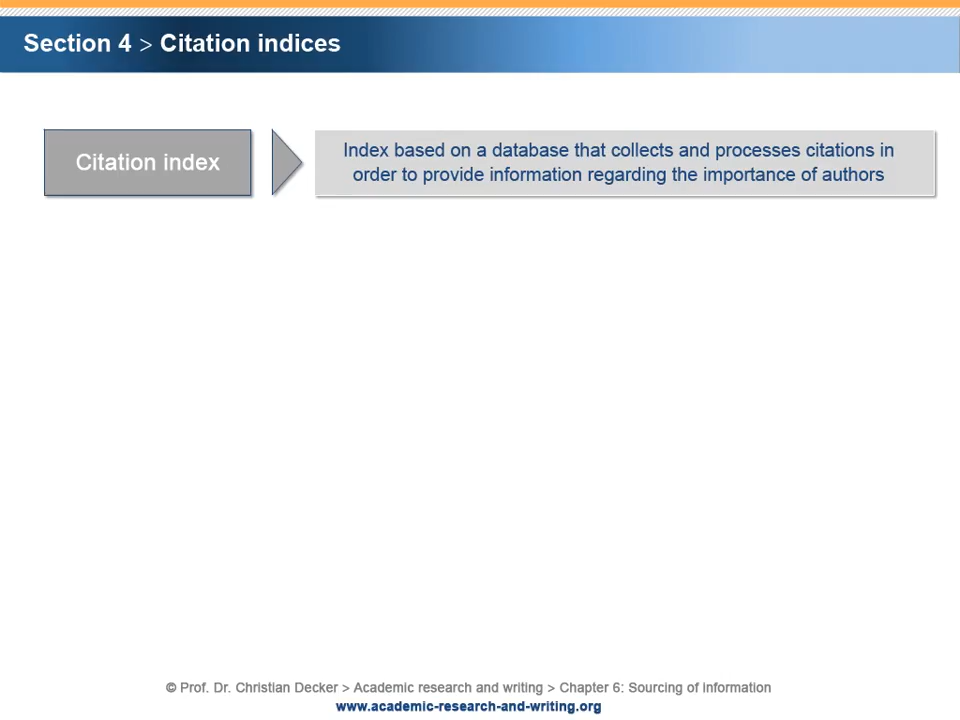 Section 4 > Citation indices
Citation index
Index based on a database that collects and processes citations in
order to provide information regarding the importance of authors
© Prof. Dr. Christian Decker > Academic research and writing > Chapter 6: Sourcing of information
www.academic-research-and-writing.org